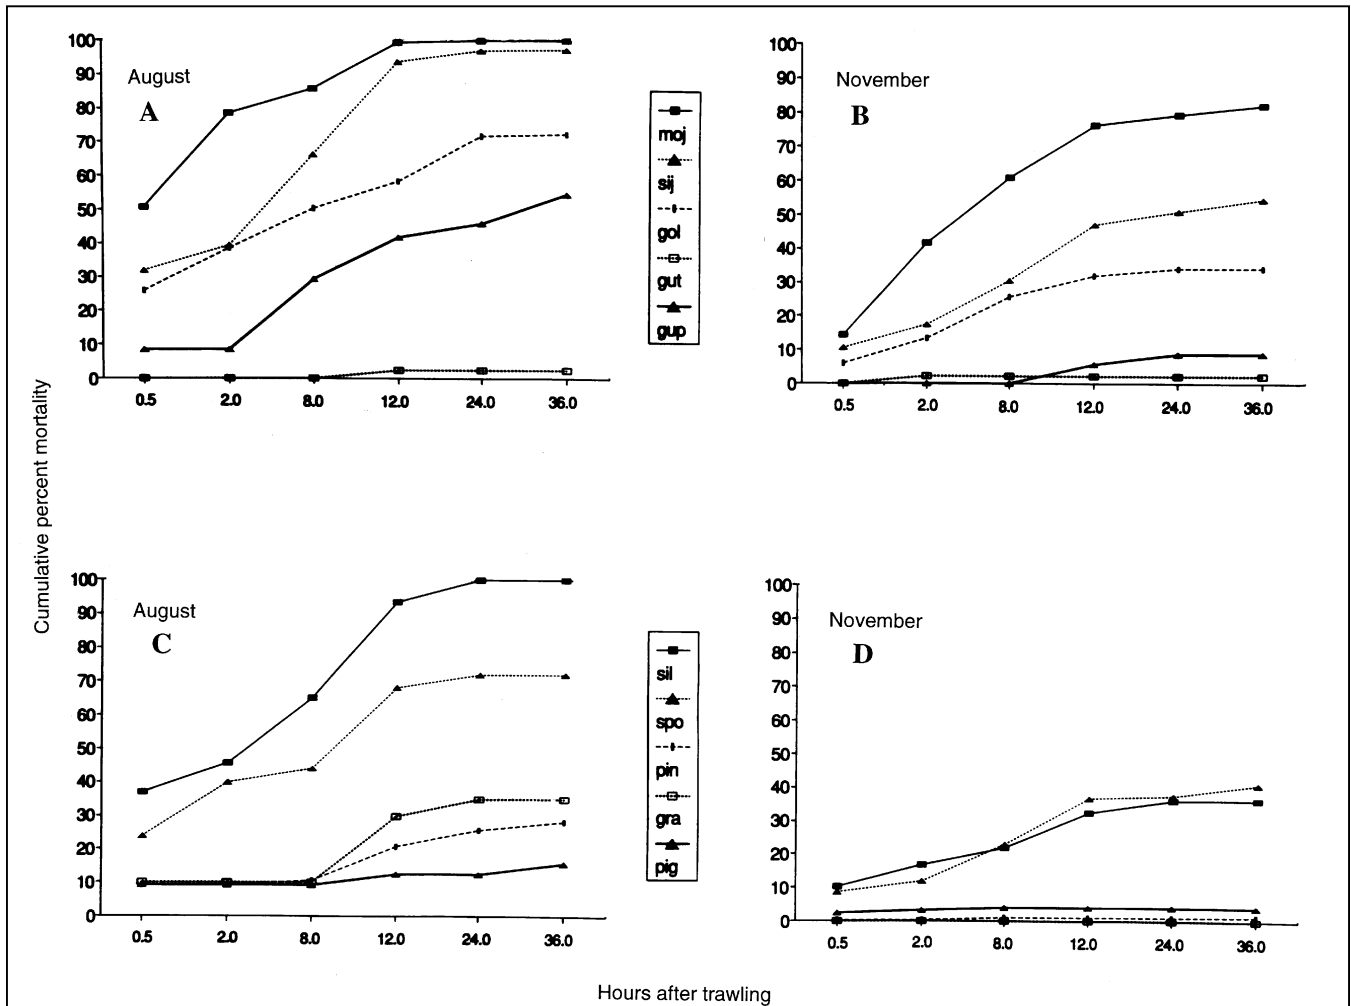 Cumulative percent mortality
August
A
100
90
80
70
60
50
40
30
20
10
0
0.5 2.0 8.0 12.0 24.0 36.0
moj
sij
gol
gut
gup
November
B
100
90
80
70
60
50
40
30
20
10
0
0.5 2.0 8.0 12.0 24.0 36.0
August
C
100
90
80
70
60
50
40
30
20
10
0
0.5 2.0 8.0 12.0 24.0 36.0
sil
spo
pin
gra
pig
November
D
100
90
80
70
60
50
40
30
20
10
0
0.5 2.0 8.0 12.0 24.0 36.0
Hours after trawling